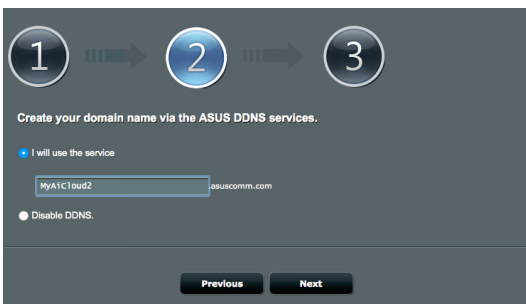 1 2 3
Create your domain name via the ASUS DDNS services.
I will use the service
MyAiCloud2 .asuscomm.com
Disable DDNS.
Previous Next